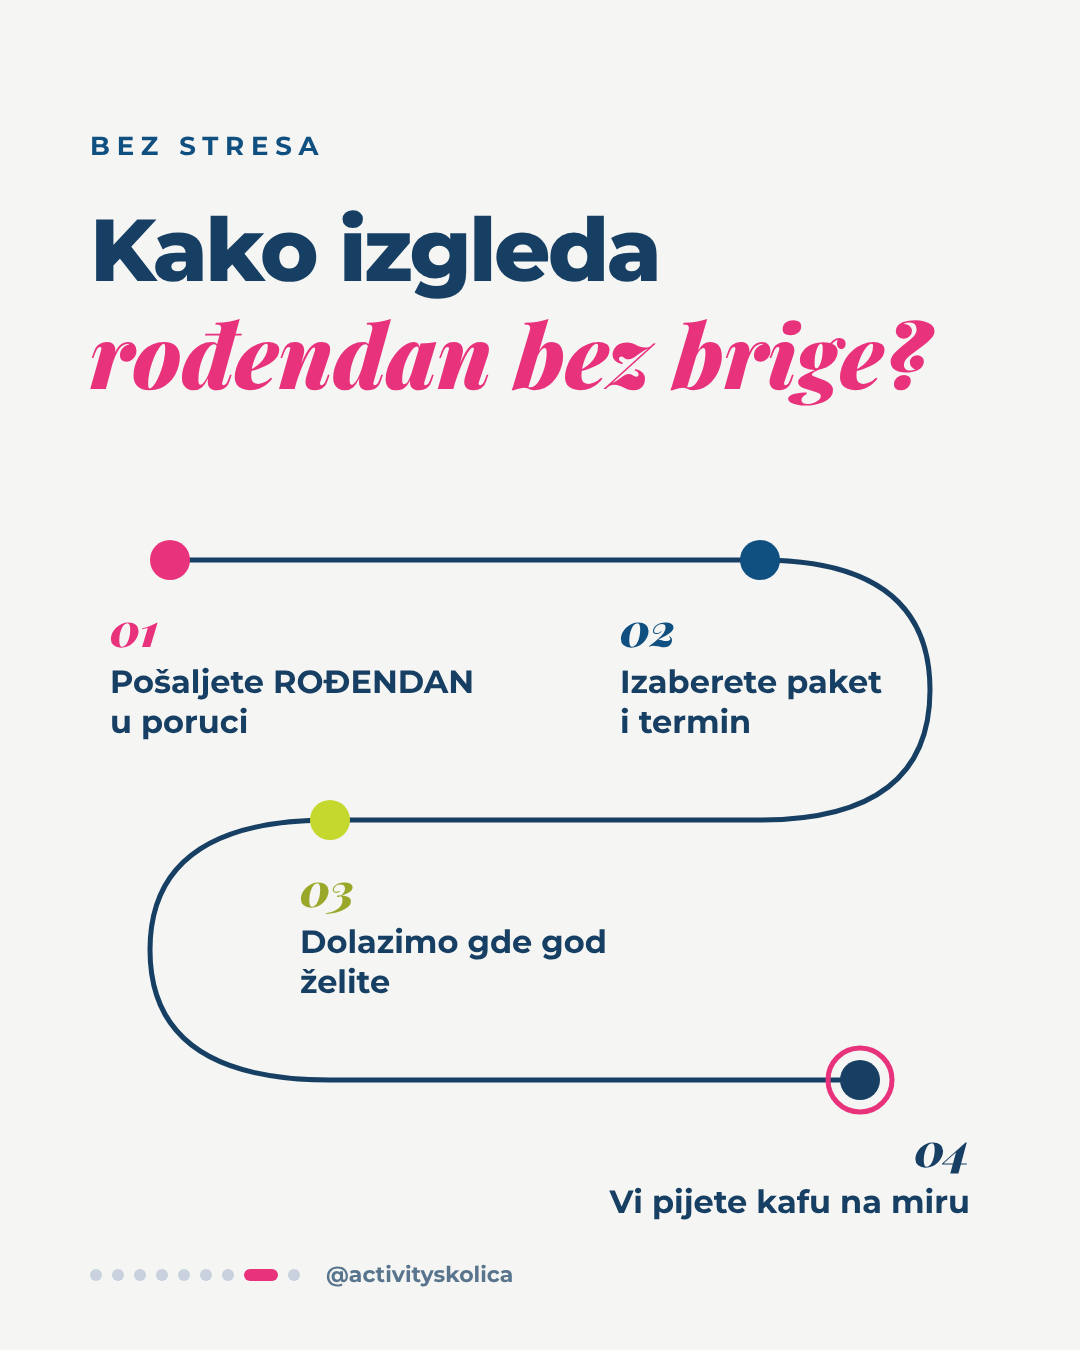 BEZ STRESA
Kako izgleda
rođendan bez brige?
01
Pošaljete ROĐENDAN
u poruci
02
Izaberete paket
i termin
03
Dolazimo gde god
želite
04
Vi pijete kafu na miru
@activityskolica